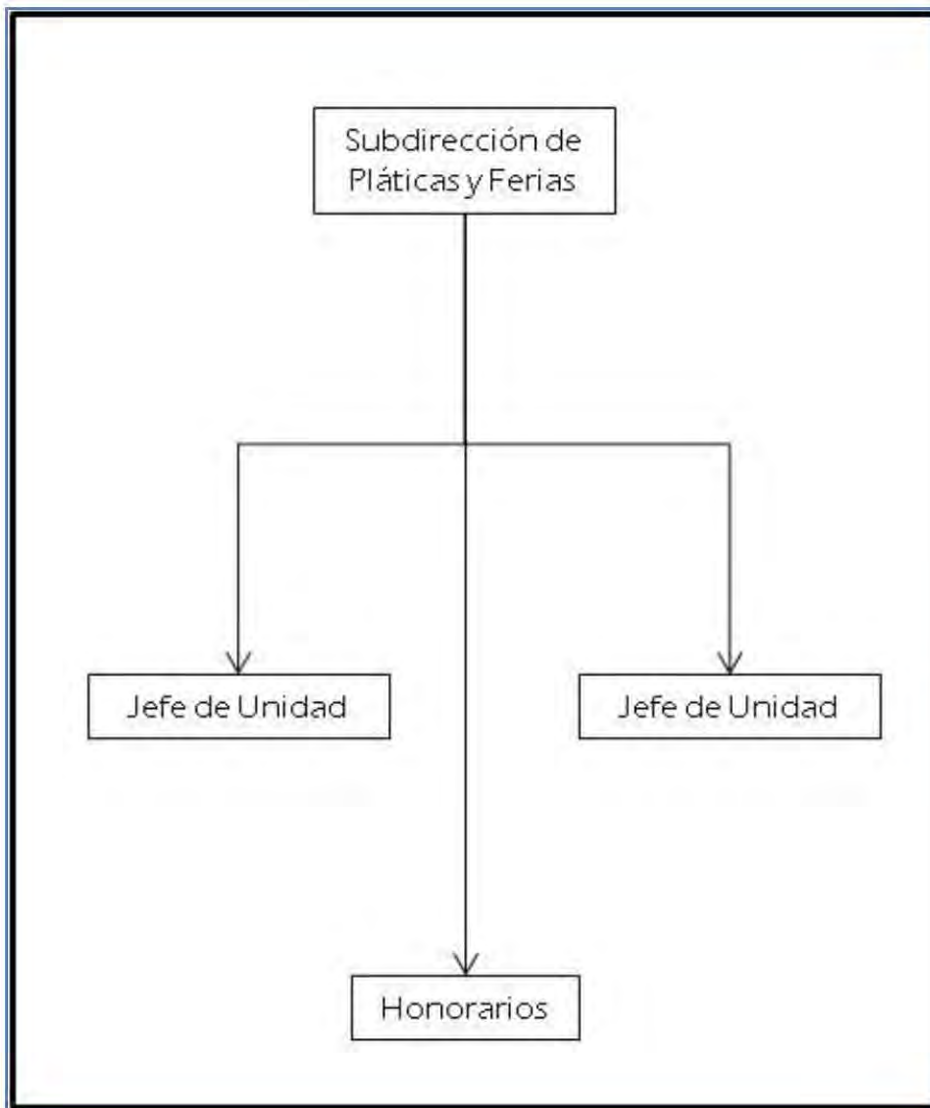 Subdirección de
Pláticas y Ferias
Jefe de Unidad
Jefe de Unidad
Honorarios